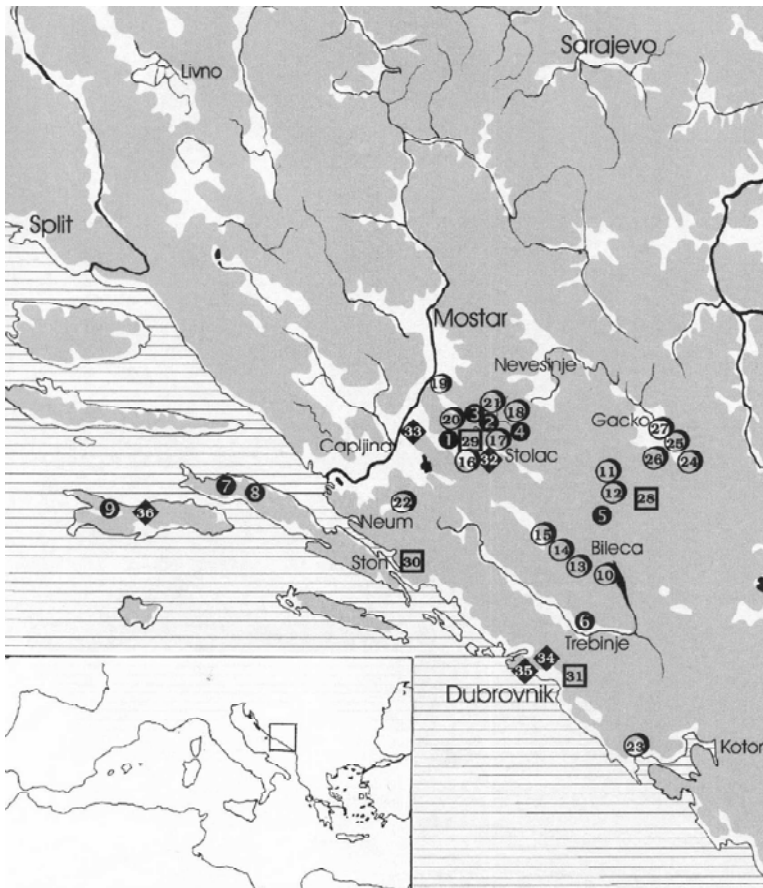 Sarajevo
Livno
Split
Mostar
Nevesinje
19
21
3
18
20
2
Gacko
27
33
4
Capljina
1
29
17
25
16
32
Stolac
26
24
11
7
12
28
8
22
9
36
5
Neum
15
14
Bileca
Ston
30
13
10
6
Trebinje
34
35
31
Dubrovnik
23
Kotor